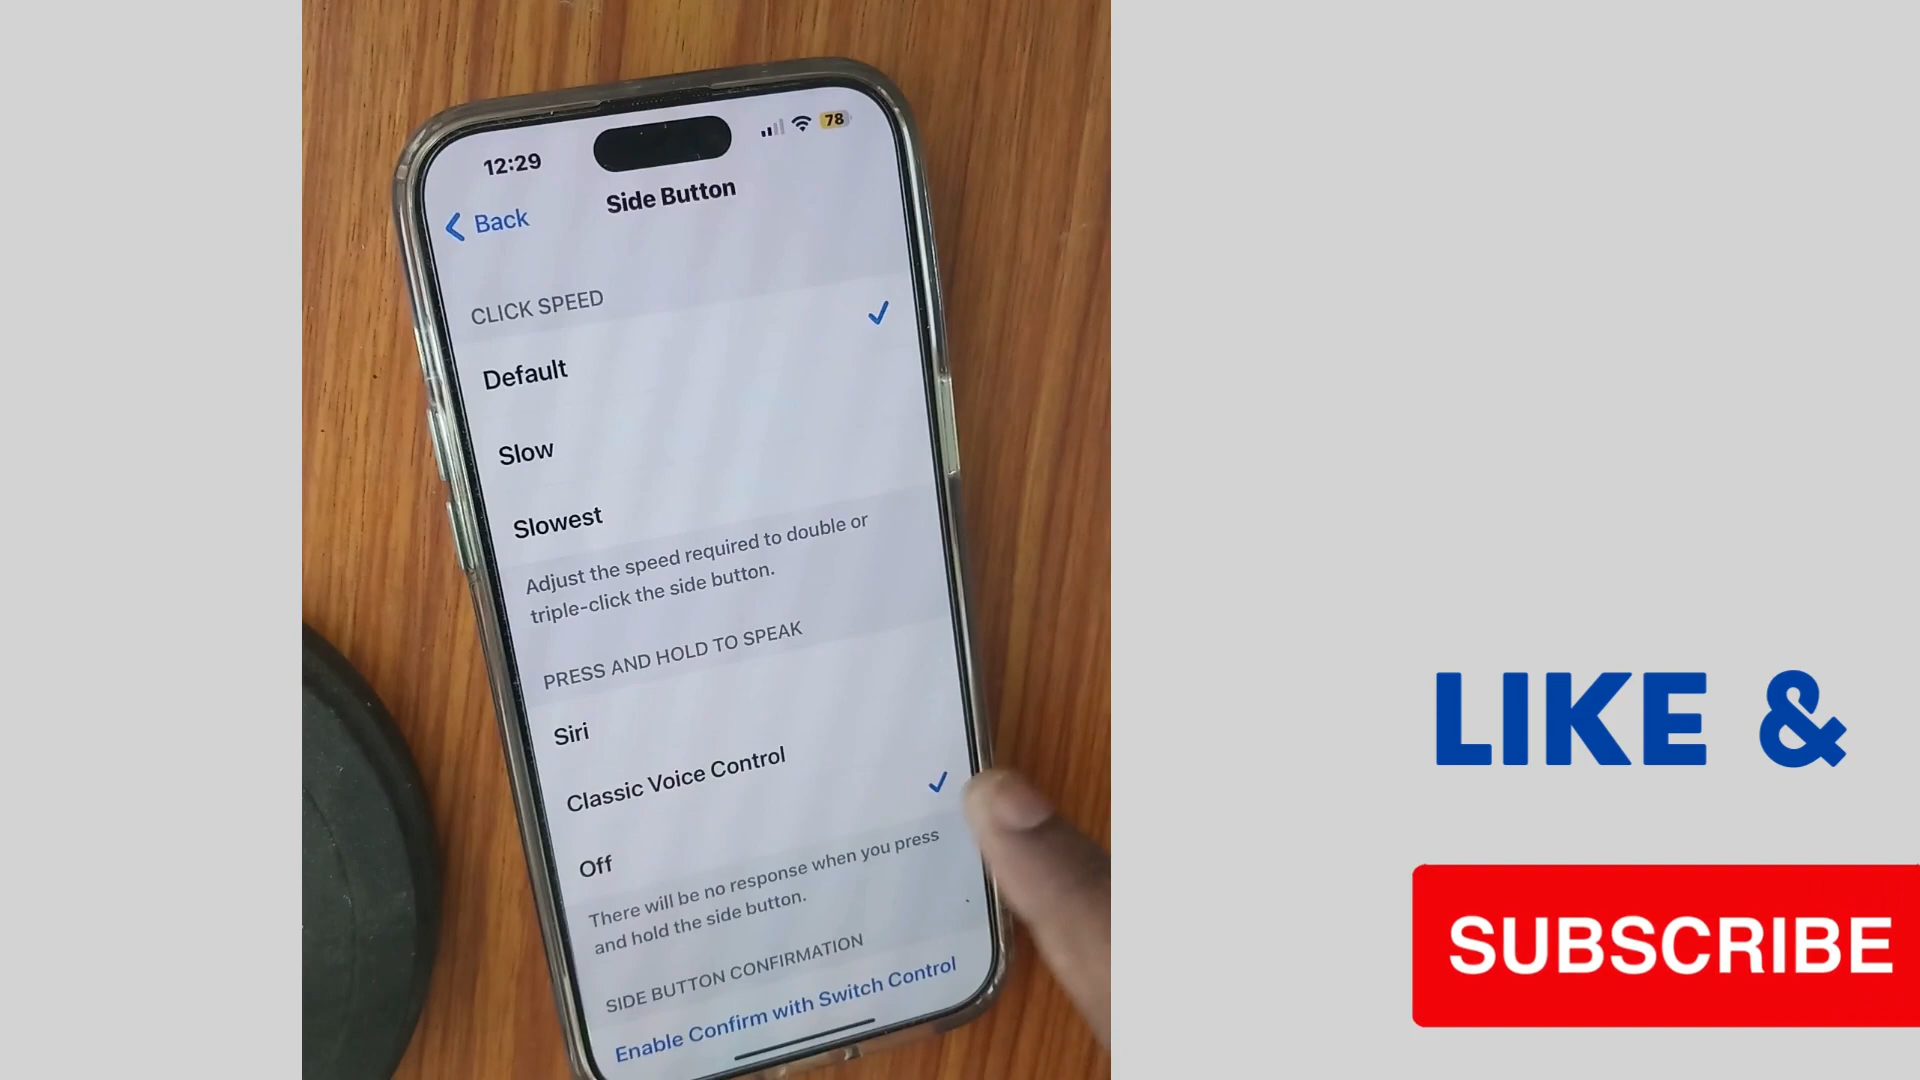 12:29
78
Back
Side Button
CLICK SPEED
Default
Slow
Slowest
Adjust the speed required to double or
triple-click the side button.
PRESS AND HOLD TO SPEAK
Siri
Classic Voice Control
Off
There will be no response when you press
and hold the side button.
SIDE BUTTON CONFIRMATION
Enable Confirm with Switch Control
LIKE &
SUBSCRIBE